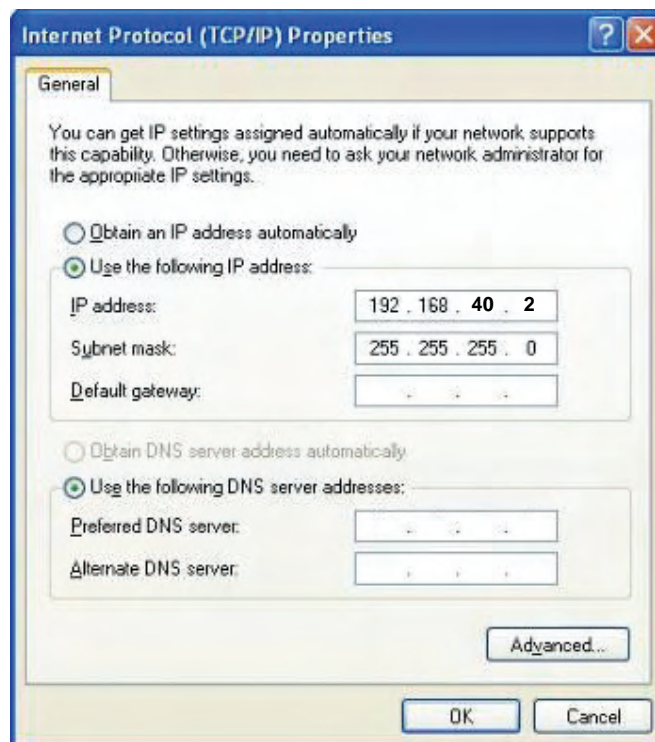 Internet Protocol (TCP/IP) Properties
General
You can get IP settings assigned automatically if your network supports
this capability. Otherwise, you need to ask your network administrator for
the appropriate IP settings.
Obtain an IP address automatically
Use the following IP address:
IP address: 192 . 168 . 40 . 2
Subnet mask: 255 . 255 . 255 . 0
Default gateway: . . .
Obtain DNS server address automatically
Use the following DNS server addresses:
Preferred DNS server: . . .
Alternate DNS server: . . .
Advanced...
OK Cancel